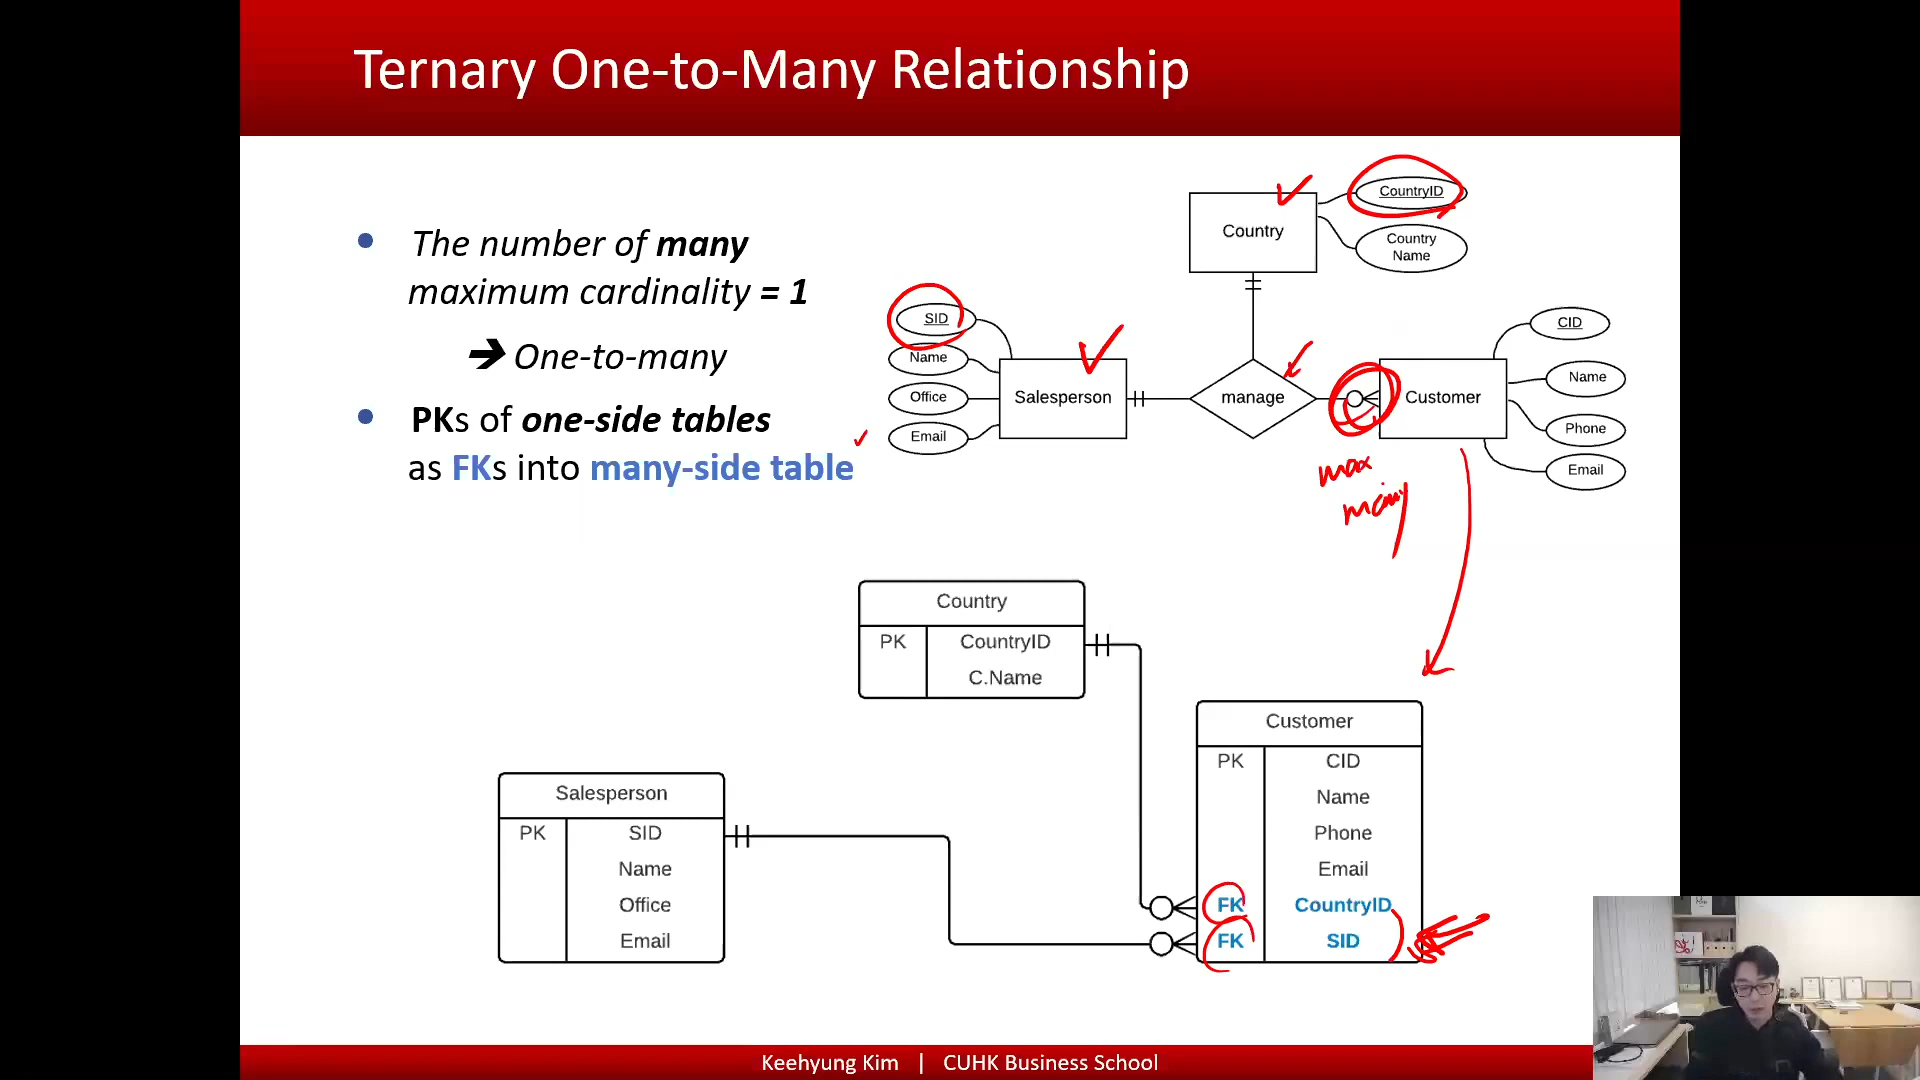 Ternary One-to-Many Relationship
• The number of many
maximum cardinality = 1
➔ One-to-many
• PKs of one-side tables
as FKs into many-side table
Country
CountryID
Country
Name
SID
Name
Office
Email
Salesperson
manage
Customer
CID
Name
Phone
Email
max
many
Country
PK CountryID
C.Name
Salesperson
PK SID
Name
Office
Email
Customer
PK CID
Name
Phone
Email
FK CountryID
FK SID
Keehyung Kim | CUHK Business School